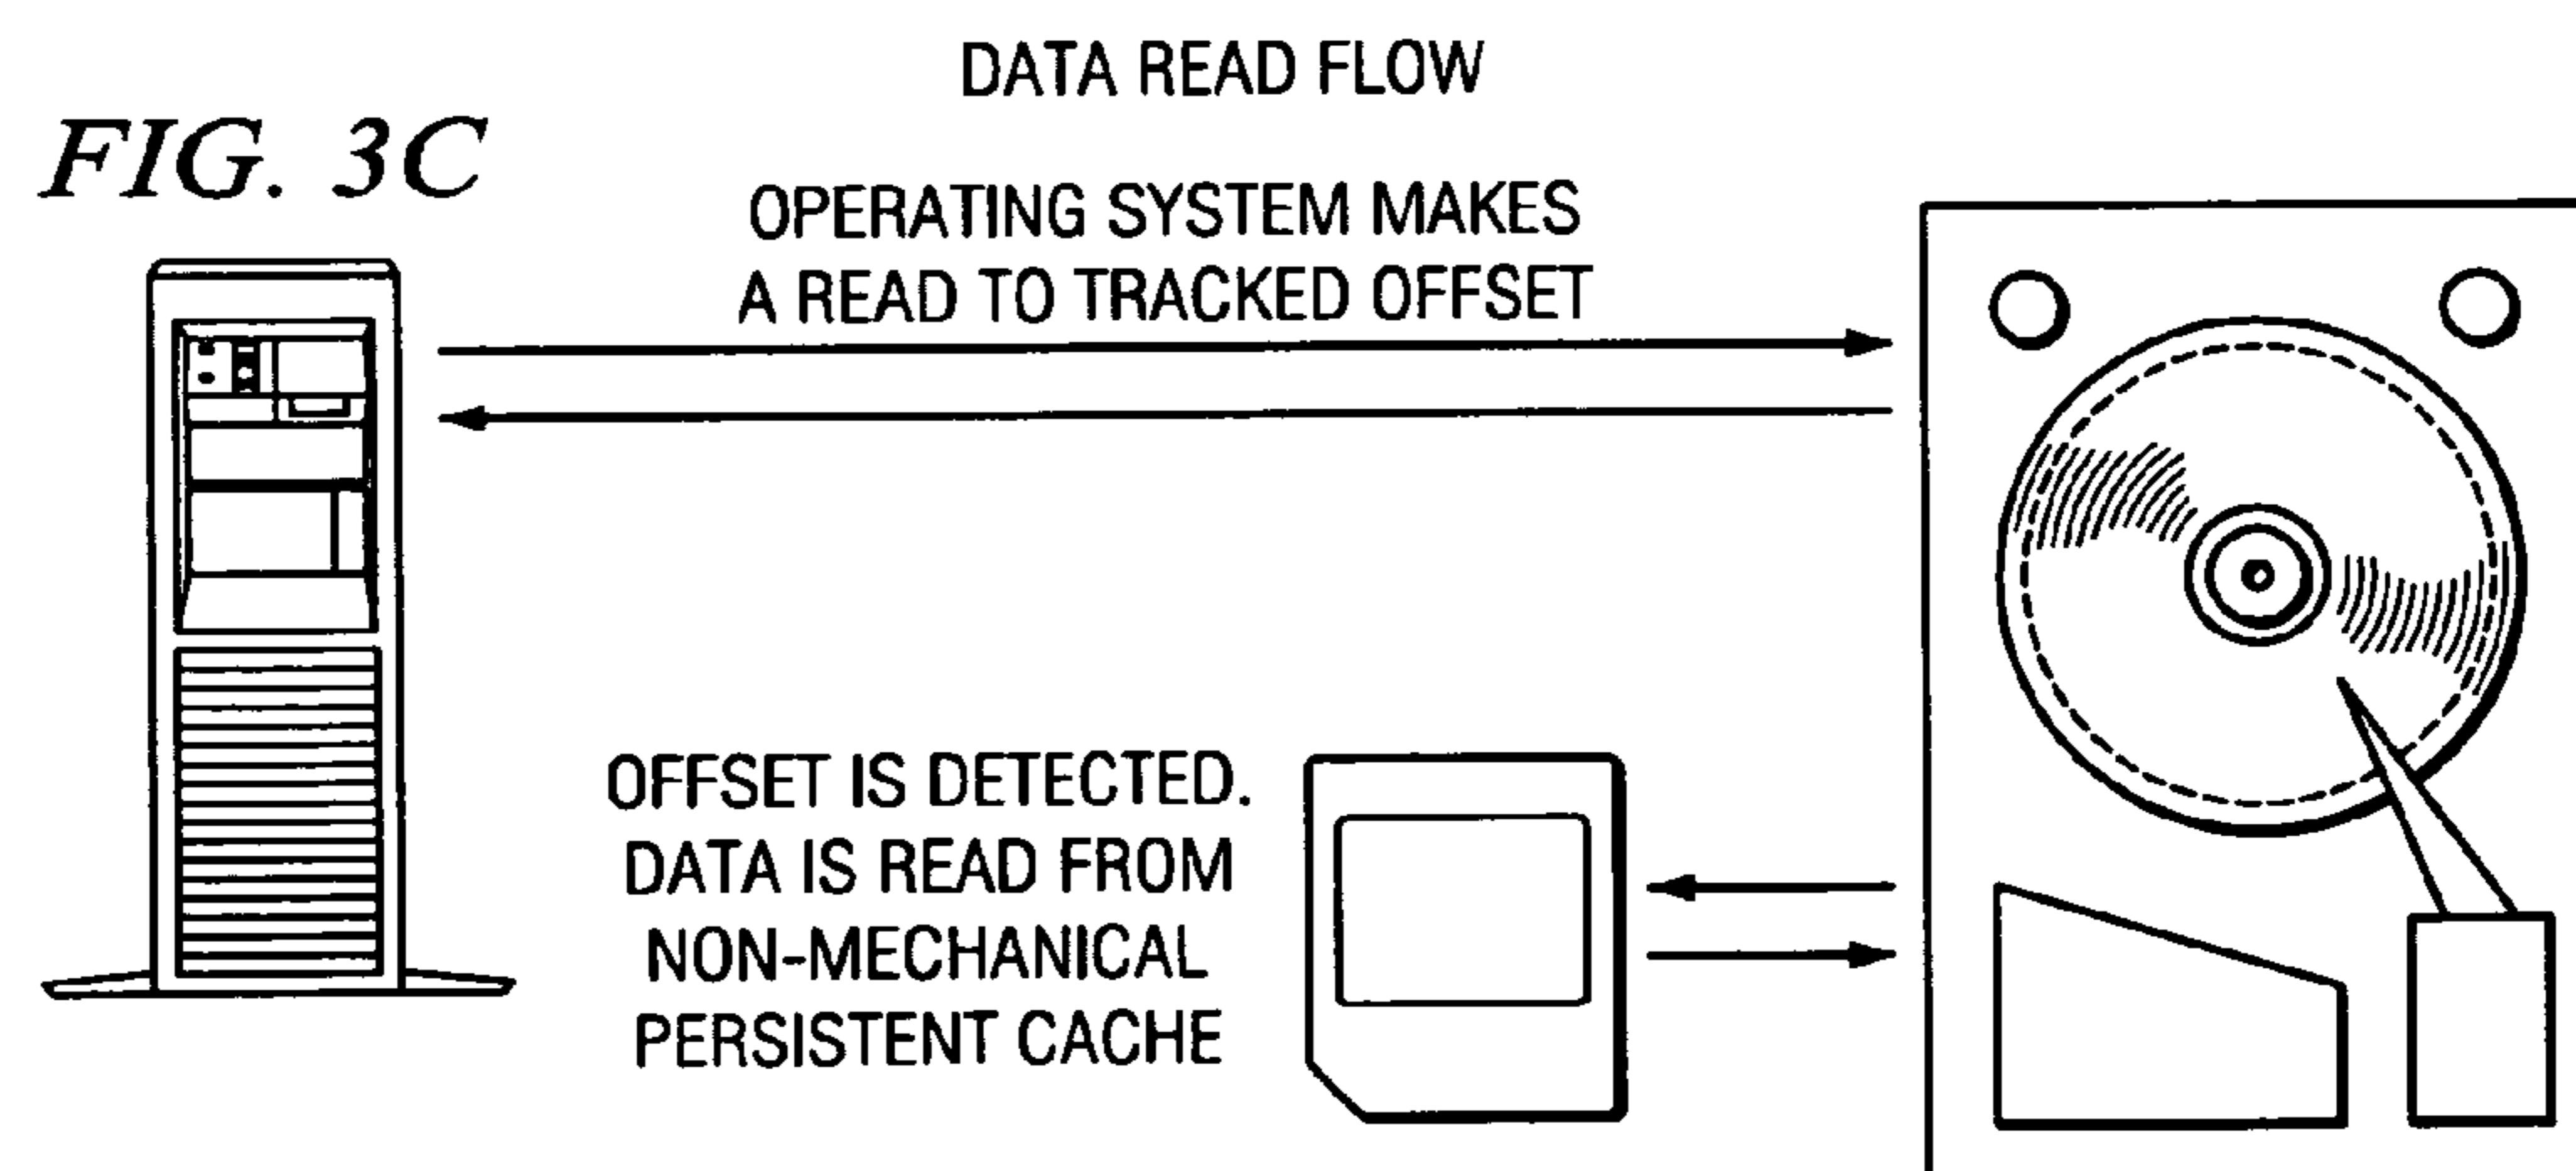 DATA READ FLOW
FIG. 3C
OPERATING SYSTEM MAKES
A READ TO TRACKED OFFSET
OFFSET IS DETECTED.
DATA IS READ FROM
NON-MECHANICAL
PERSISTENT CACHE